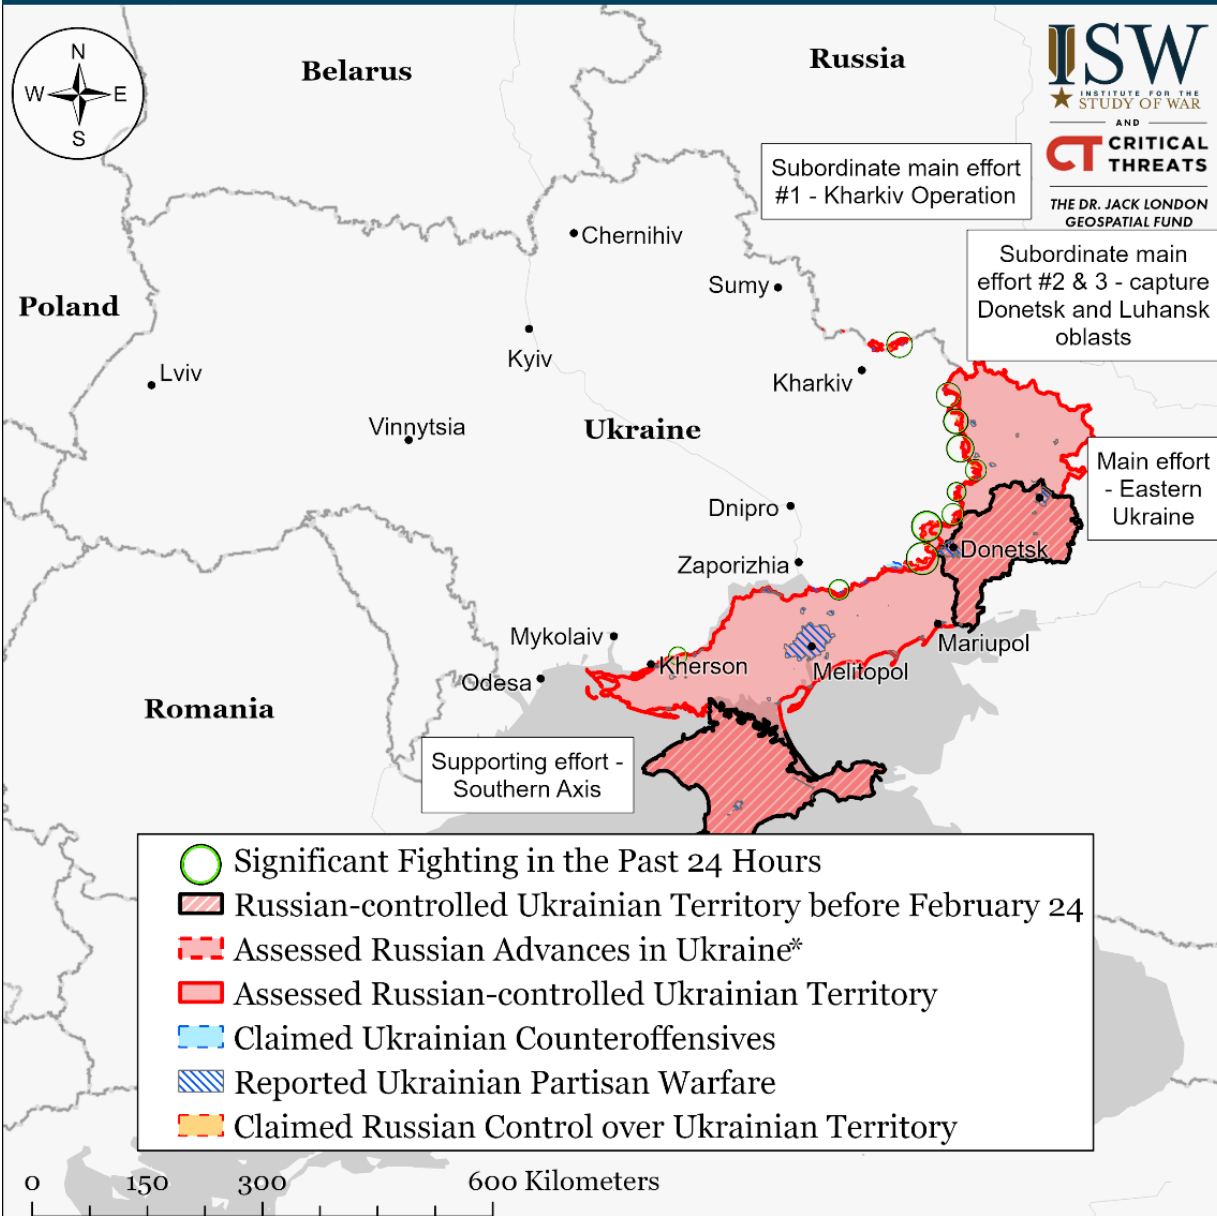 N
W
E
S
Belarus
Russia
ISW
INSTITUTE FOR THE
STUDY OF WAR
AND
CT CRITICAL
THREATS
THE DR. JACK LONDON
GEOSPATIAL FUND
Subordinate main effort
#1 - Kharkiv Operation
Subordinate main
effort #2 & 3 - capture
Donetsk and Luhansk
oblasts
Chernihiv
Sumy
Poland
Kyiv
Lviv
Kharkiv
Vinnytsia
Ukraine
Main effort
- Eastern
Ukraine
Dnipro
Donetsk
Zaporizhia
Mykolaiv
Mariupol
Kherson
Melitopol
Odesa
Romania
Supporting effort -
Southern Axis
Significant Fighting in the Past 24 Hours
Russian-controlled Ukrainian Territory before February 24
Assessed Russian Advances in Ukraine*
Assessed Russian-controlled Ukrainian Territory
Claimed Ukrainian Counteroffensives
Reported Ukrainian Partisan Warfare
Claimed Russian Control over Ukrainian Territory
0 150 300 600 Kilometers